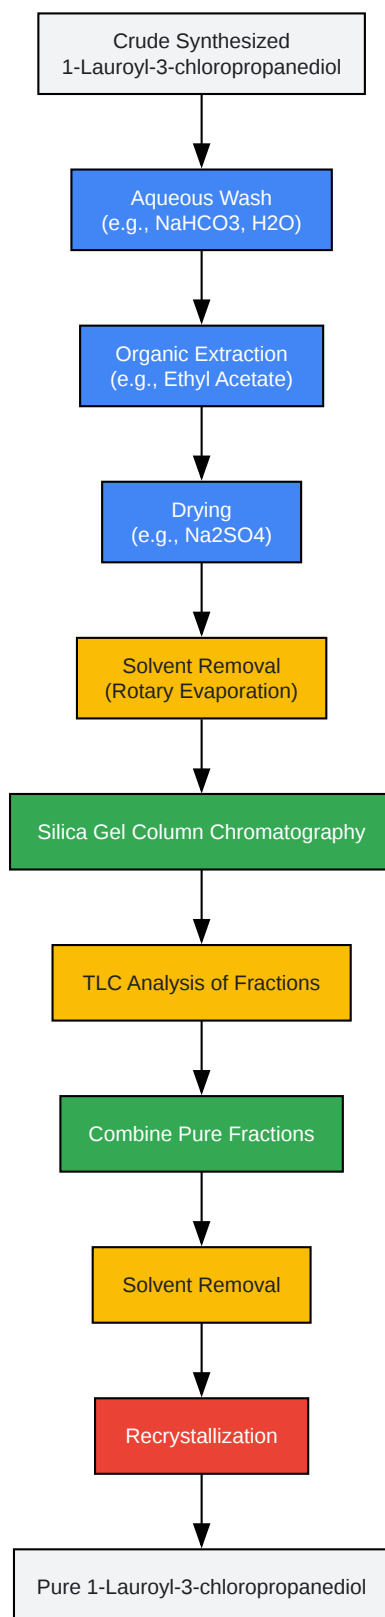 Crude Synthesized
1-Lauroyl-3-chloropropanediol
Aqueous Wash
(e.g., NaHCO3, H2O)
Organic Extraction
(e.g., Ethyl Acetate)
Drying
(e.g., Na2SO4)
Solvent Removal
(Rotary Evaporation)
Silica Gel Column Chromatography
TLC Analysis of Fractions
Combine Pure Fractions
Solvent Removal
Recrystallization
Pure 1-Lauroyl-3-chloropropanediol